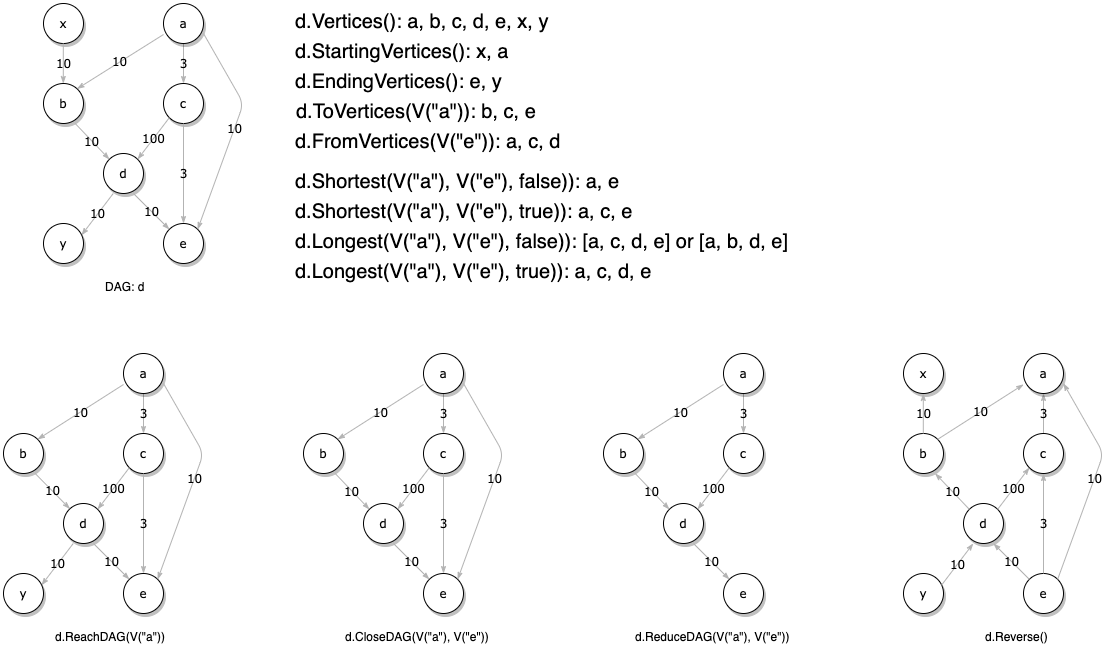 x
a
d.Vertices(): a, b, c, d, e, x, y
d.StartingVertices(): x, a
10
10
3
d.EndingVertices(): e, y
b
c
d.ToVertices(V("a")): b, c, e
10
10
100
d.FromVertices(V("e")): a, c, d
d
3
d.Shortest(V("a"), V("e"), false)): a, e
10
10
d.Shortest(V("a"), V("e"), true)): a, c, e
y
e
d.Longest(V("a"), V("e"), false)): [a, c, d, e] or [a, b, d, e]
d.Longest(V("a"), V("e"), true)): a, c, d, e
DAG: d
a
10
3
b
c
10
10
100
d
3
10
10
y
e
d.ReachDAG(V("a"))
a
10
3
b
c
10
10
100
d
3
10
e
d.CloseDAG(V("a"), V("e"))
a
10
3
b
c
10
100
d
10
e
d.ReduceDAG(V("a"), V("e"))
x
a
10
10
3
b
c
10
10
100
d
3
10
10
y
e
d.Reverse()